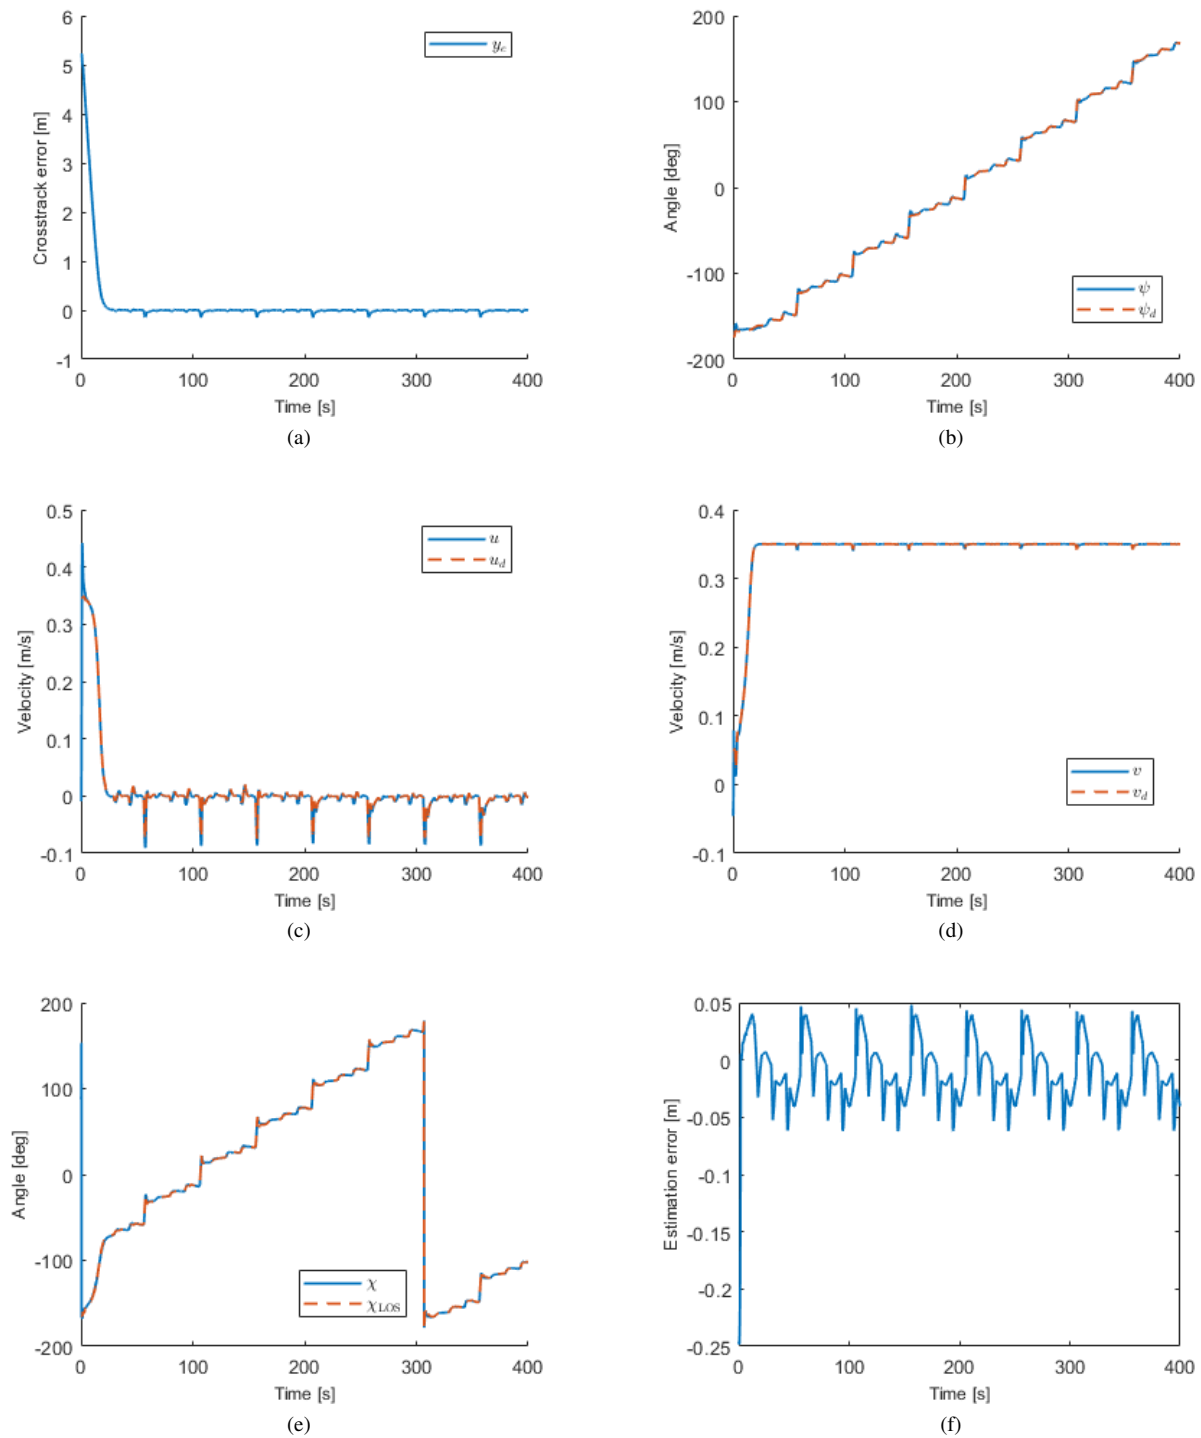 6
5
4
3
2
1
0
-1
Crosstrack error [m]
y_e
0 100 200 300 400
Time [s]
(a)
200
100
0
-100
-200
Angle [deg]
ψ
ψ_d
0 100 200 300 400
Time [s]
(b)
0.5
0.4
0.3
0.2
0.1
0
-0.1
Velocity [m/s]
u
u_d
0 100 200 300 400
Time [s]
(c)
0.4
0.3
0.2
0.1
0
-0.1
Velocity [m/s]
v
v_d
0 100 200 300 400
Time [s]
(d)
200
100
0
-100
-200
Angle [deg]
χ
χ_LOS
0 100 200 300 400
Time [s]
(e)
0.05
0
-0.05
-0.1
-0.15
-0.2
-0.25
Estimation error [m]
0 100 200 300 400
Time [s]
(f)